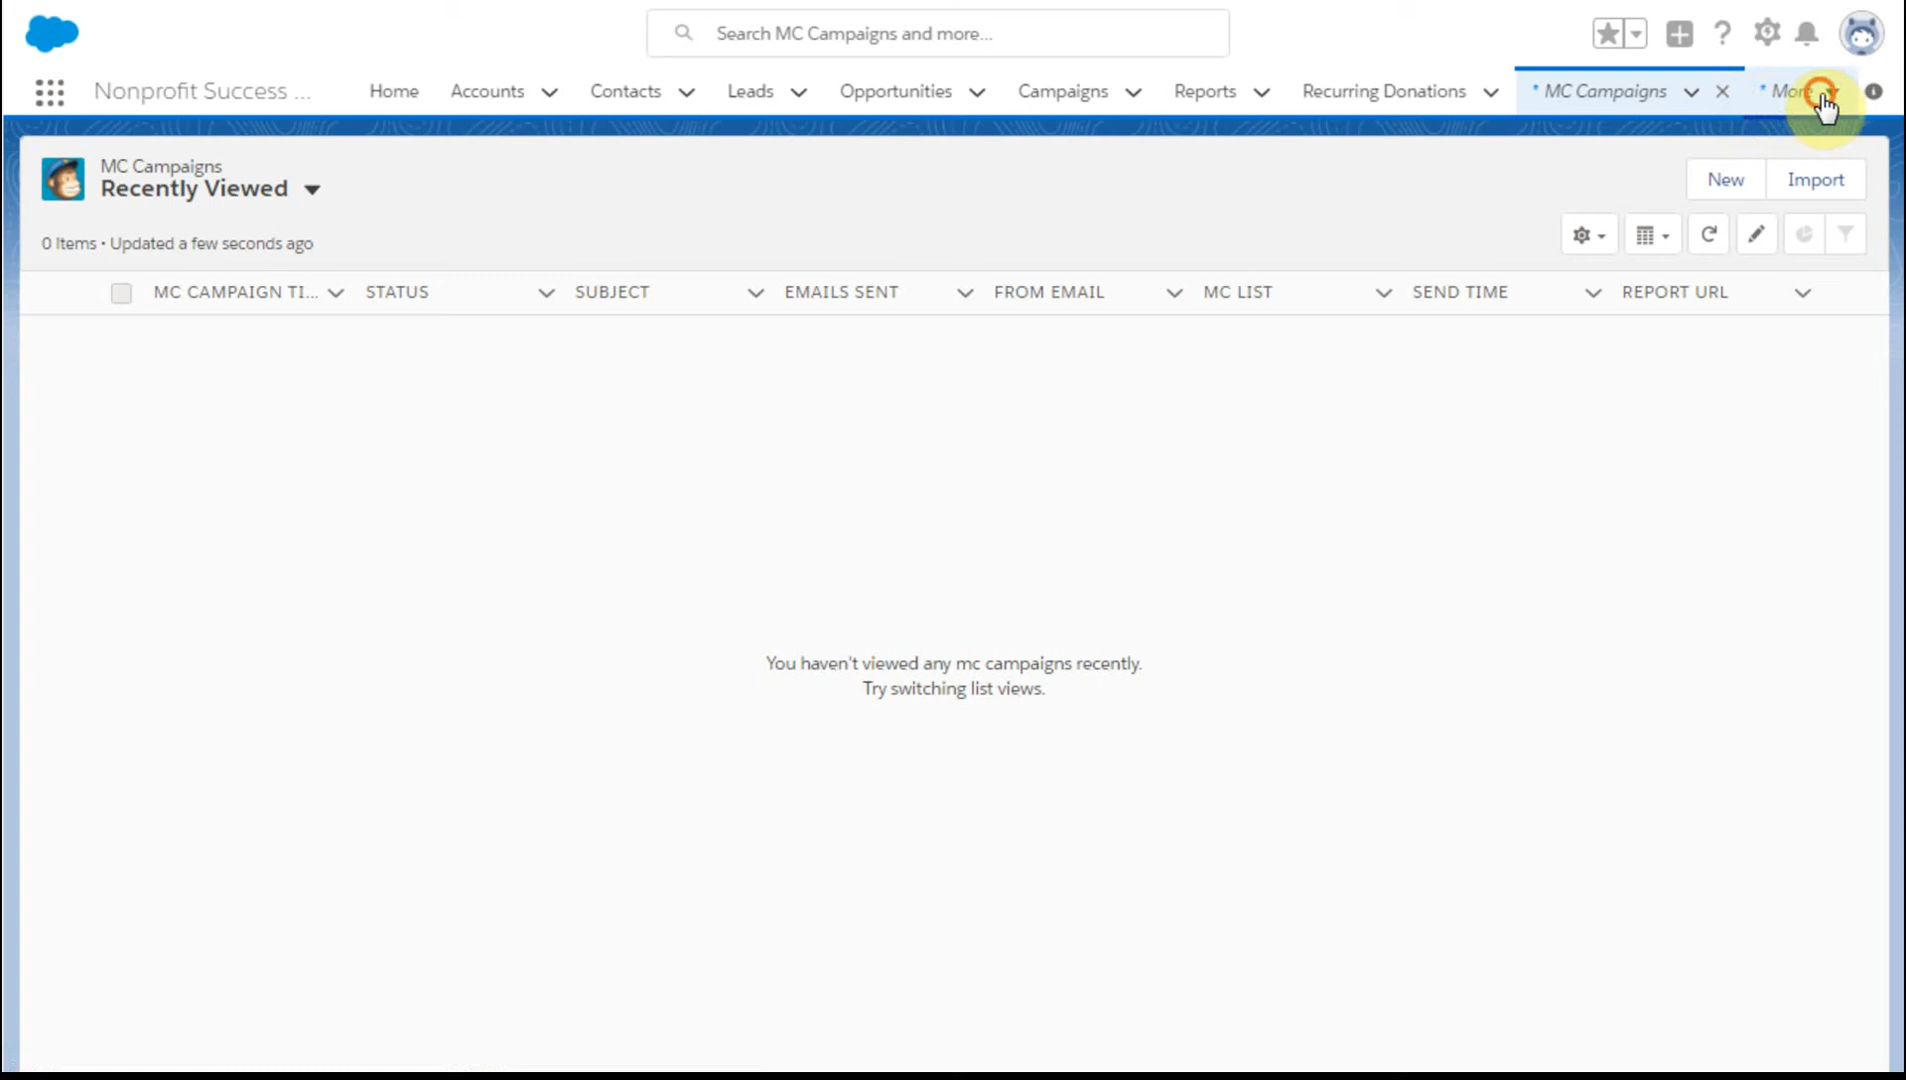 Search MC Campaigns and more...
Nonprofit Success ... Home Accounts Contacts Leads Opportunities Campaigns Reports Recurring Donations * MC Campaigns * More
MC Campaigns
Recently Viewed
New Import
0 Items • Updated a few seconds ago
MC CAMPAIGN TI... STATUS SUBJECT EMAILS SENT FROM EMAIL MC LIST SEND TIME REPORT URL
You haven't viewed any mc campaigns recently.
Try switching list views.